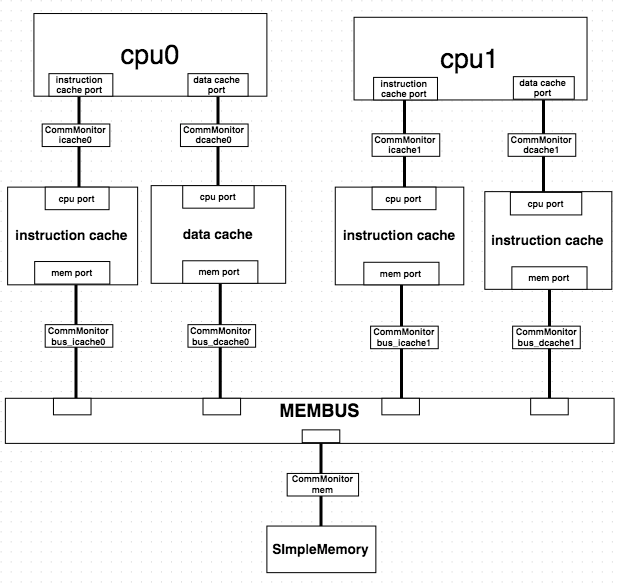 cpu0
instruction
cache port
data cache
port
cpu1
instruction
cache port
data cache
port
CommMonitor
icache0
CommMonitor
dcache0
CommMonitor
icache1
CommMonitor
dcache1
cpu port
instruction cache
mem port
cpu port
data cache
mem port
cpu port
instruction cache
mem port
cpu port
instruction cache
mem port
CommMonitor
bus_icache0
CommMonitor
bus_dcache0
CommMonitor
bus_icache1
CommMonitor
bus_dcache1
MEMBUS
CommMonitor
mem
SImpleMemory